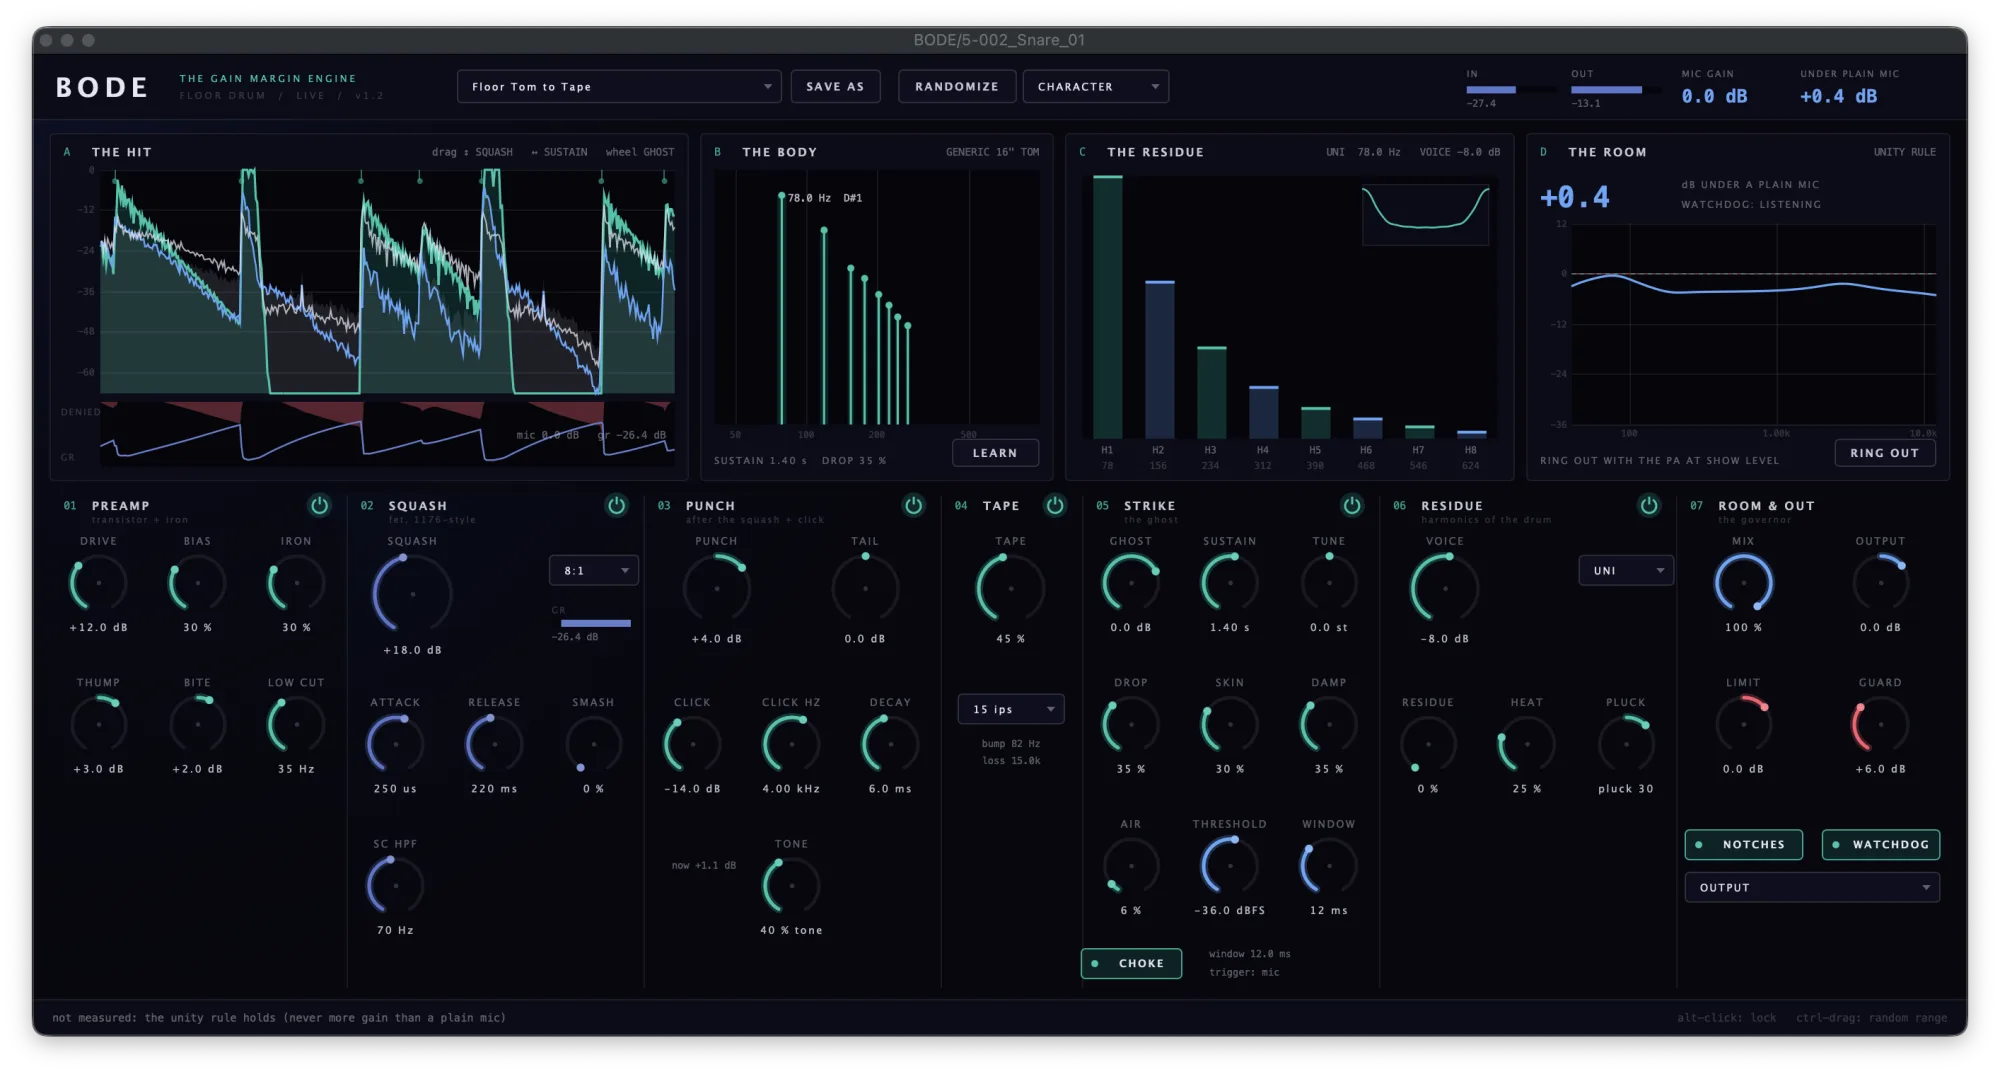 BODE/5-002_Snare_01
BODE
THE GAIN MARGIN ENGINE
FLOOR DRUM / LIVE / v1.2
Floor Tom to Tape
SAVE AS
RANDOMIZE
CHARACTER
IN
-27.4
OUT
-13.1
MIC GAIN
0.0 dB
UNDER PLAIN MIC
+0.4 dB
A THE HIT
drag ↕ SQUASH ↔ SUSTAIN wheel GHOST
0
-12
-24
-36
-48
-60
DENIED
GR
mic 0.0 dB gr -26.4 dB
B THE BODY
GENERIC 16" TOM
78.0 Hz D#1
50 100 200 500
SUSTAIN 1.40 s DROP 35 %
LEARN
C THE RESIDUE
UNI 78.0 Hz VOICE -8.0 dB
H1 H2 H3 H4 H5 H6 H7 H8
78 156 234 312 390 468 546 624
D THE ROOM
UNITY RULE
+0.4
dB UNDER A PLAIN MIC
WATCHDOG: LISTENING
12
0
-12
-24
-36
100 1.00k 10.0k
RING OUT WITH THE PA AT SHOW LEVEL
RING OUT
01 PREAMP
transistor + iron
DRIVE BIAS IRON
+12.0 dB 30 % 30 %
THUMP BITE LOW CUT
+3.0 dB +2.0 dB 35 Hz
02 SQUASH
fet, 1176-style
SQUASH
+18.0 dB
8:1
GR
-26.4 dB
ATTACK RELEASE SMASH
250 us 220 ms 0 %
SC HPF
70 Hz
03 PUNCH
after the squash + click
PUNCH TAIL
+4.0 dB 0.0 dB
CLICK CLICK HZ DECAY
-14.0 dB 4.00 kHz 6.0 ms
now +1.1 dB
TONE
40 % tone
04 TAPE
TAPE
45 %
15 ips
bump 82 Hz
loss 15.0k
05 STRIKE
the ghost
GHOST SUSTAIN TUNE
0.0 dB 1.40 s 0.0 st
DROP SKIN DAMP
35 % 30 % 35 %
AIR THRESHOLD WINDOW
6 % -36.0 dBFS 12 ms
CHOKE
window 12.0 ms
trigger: mic
06 RESIDUE
harmonics of the drum
VOICE
-8.0 dB
UNI
RESIDUE HEAT PLUCK
0 % 25 % pluck 30
07 ROOM & OUT
the governor
MIX OUTPUT
100 % 0.0 dB
LIMIT GUARD
0.0 dB +6.0 dB
NOTCHES
WATCHDOG
OUTPUT
not measured: the unity rule holds (never more gain than a plain mic)
alt-click: lock ctrl-drag: random range